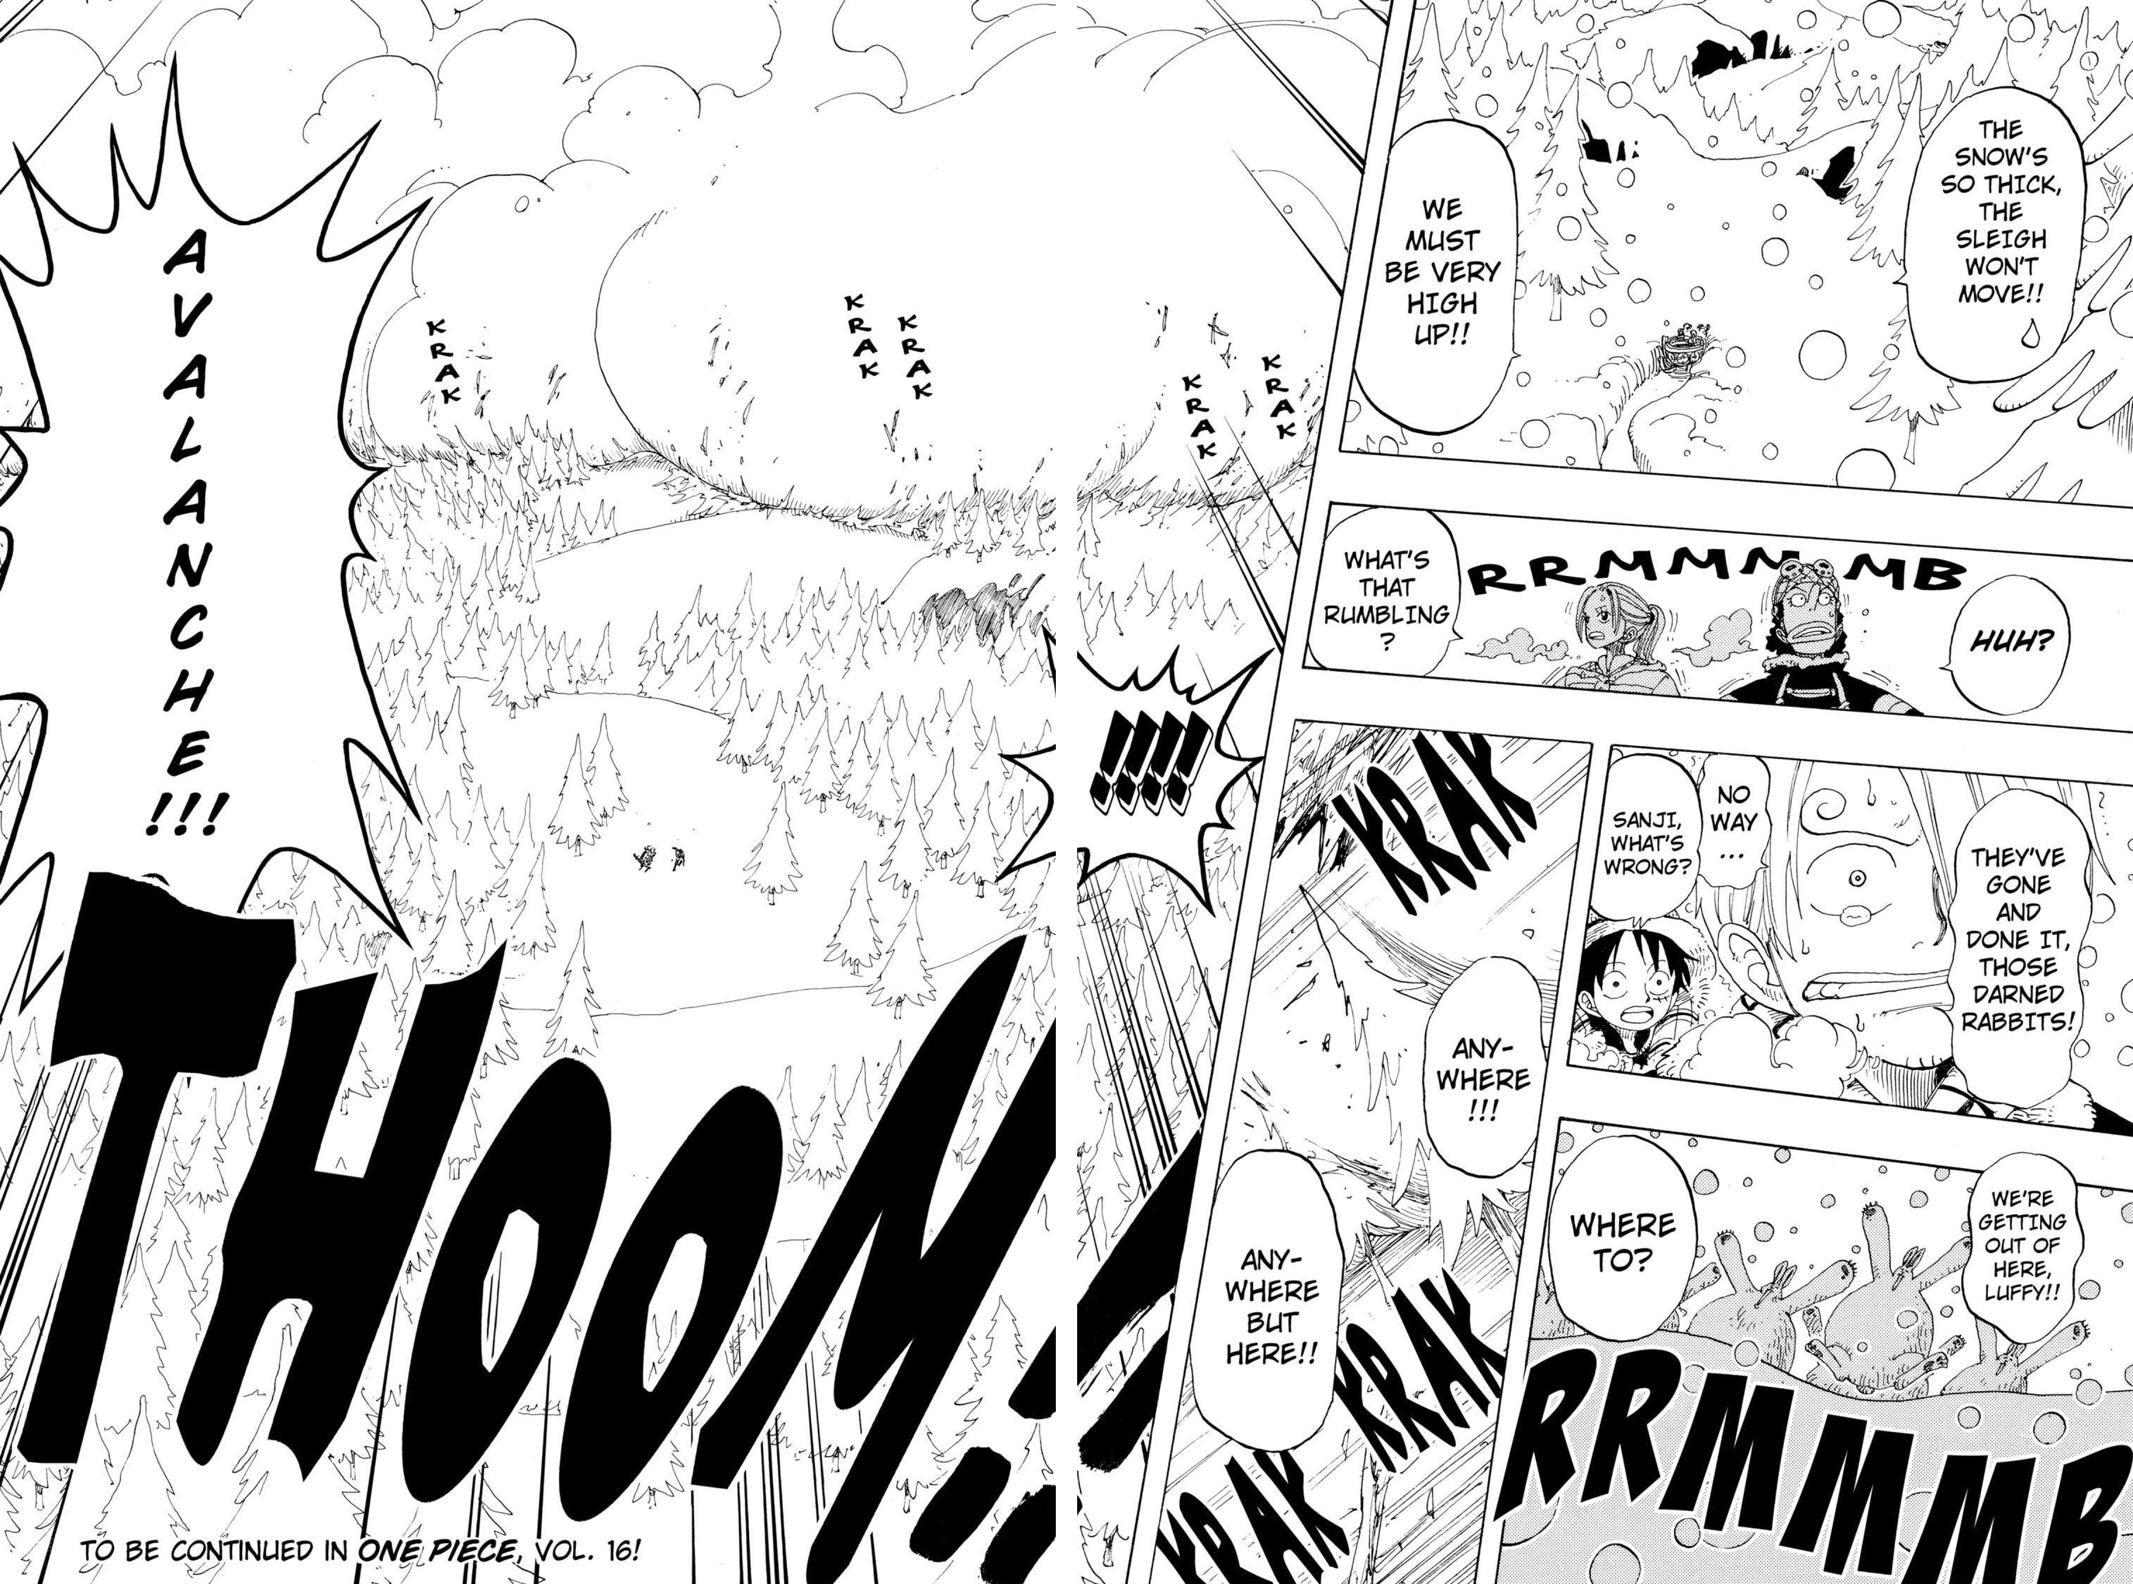 THE
SNOW'S
SO THICK,
THE
SLEIGH
WON'T
MOVE!!
WE
MUST
BE VERY
HIGH
UP!!
HUH?
RRMMMMMB
WHAT'S
THAT
RUMBLING
?
THEY'VE
GONE
AND
DONE IT,
THOSE
DARNED
RABBITS!
NO
WAY
...
SANJI,
WHAT'S
WRONG?
KRAK
WE'RE
GETTING
OUT OF
HERE,
LUFFY!!
WHERE
TO?
RRMMMB
ANY-
WHERE
!!!
ANY-
WHERE
BUT
HERE!!
KRAK
KRAK
KRAK
KRAK
KRAK
KRAK
KRAK
!!!!
AVALANCHE!!!
THOOM!!
TO BE CONTINUED IN ONE PIECE, VOL. 16!